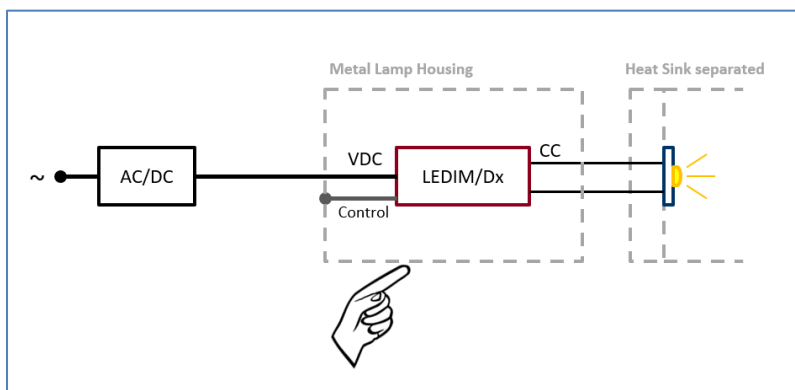 Metal Lamp Housing
Heat Sink separated
~
AC/DC
VDC
LEDIM/Dx
CC
Control